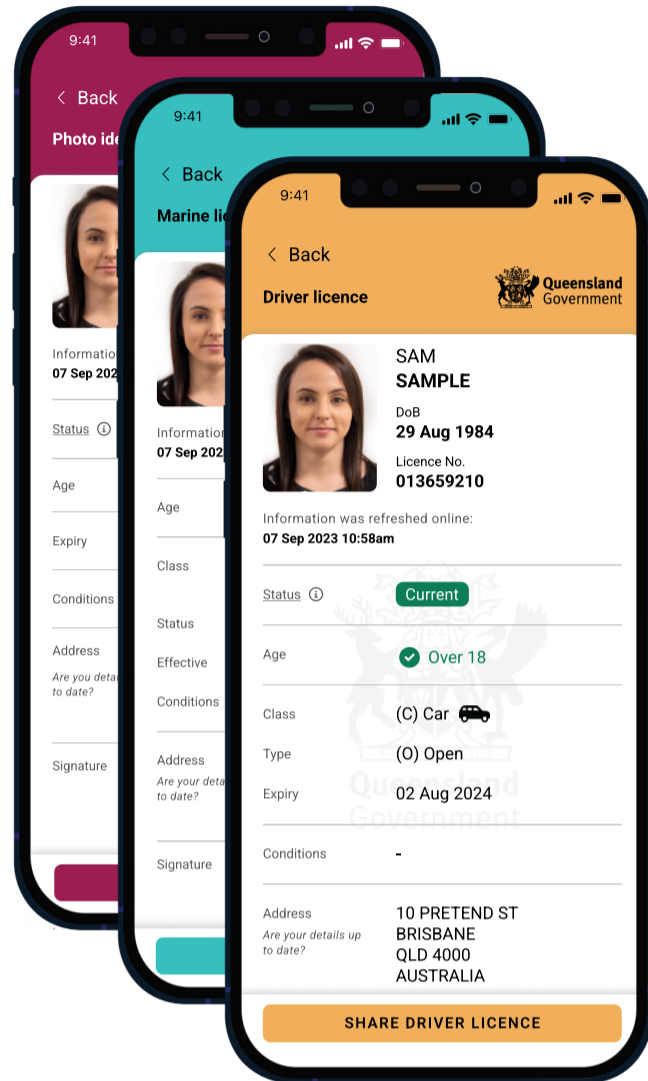 9:41
Back
Photo ide
Informatio
07 Sep 202
Status
Age
Expiry
Conditions
Address
Are you detai
to date?
Signature
9:41
Back
Marine lic
Information
07 Sep 202
Age
Class
Status
Effective
Conditions
Address
Are your deta
to date?
Signature
9:41
Back
Driver licence
Queensland
Government
SAM
SAMPLE
DoB
29 Aug 1984
Licence No.
013659210
Information was refreshed online:
07 Sep 2023 10:58am
Status Current
Age Over 18
Class (C) Car
Type (O) Open
Expiry 02 Aug 2024
Queensland
Government
Conditions -
Address 10 PRETEND ST
Are your details up BRISBANE
to date? QLD 4000
AUSTRALIA
SHARE DRIVER LICENCE